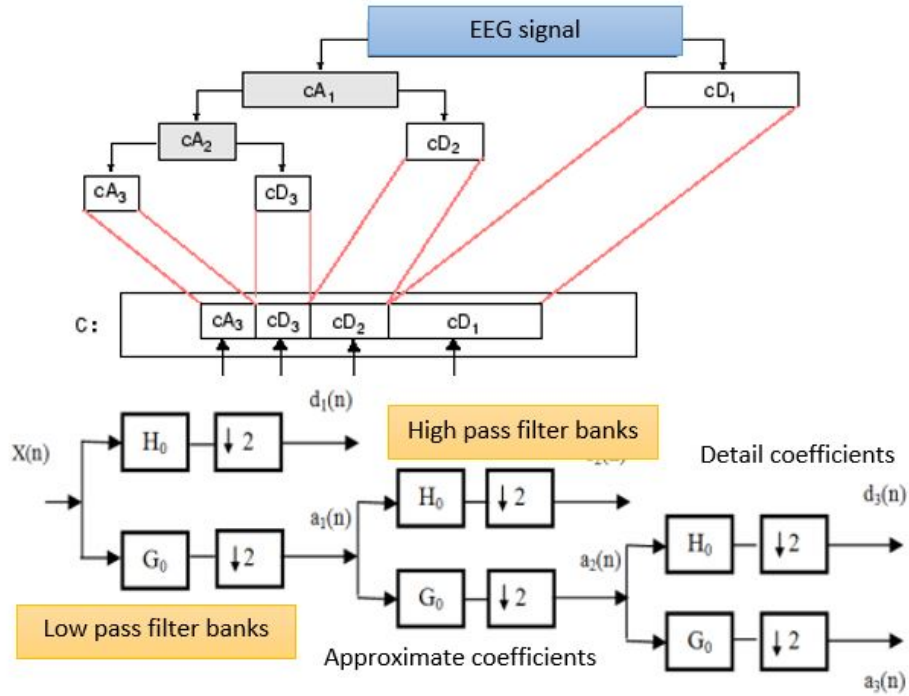 EEG signal
cA₁
cD₁
cA₂
cD₂
cA₃
cD₃
C:
cA₃ cD₃ cD₂ cD₁
d₁(n)
High pass filter banks
X(n)
H₀
↓2
Detail coefficients
a₁(n)
H₀
↓2
d₃(n)
G₀
↓2
a₂(n)
H₀
↓2
G₀
↓2
Low pass filter banks
G₀
↓2
Approximate coefficients
a₃(n)